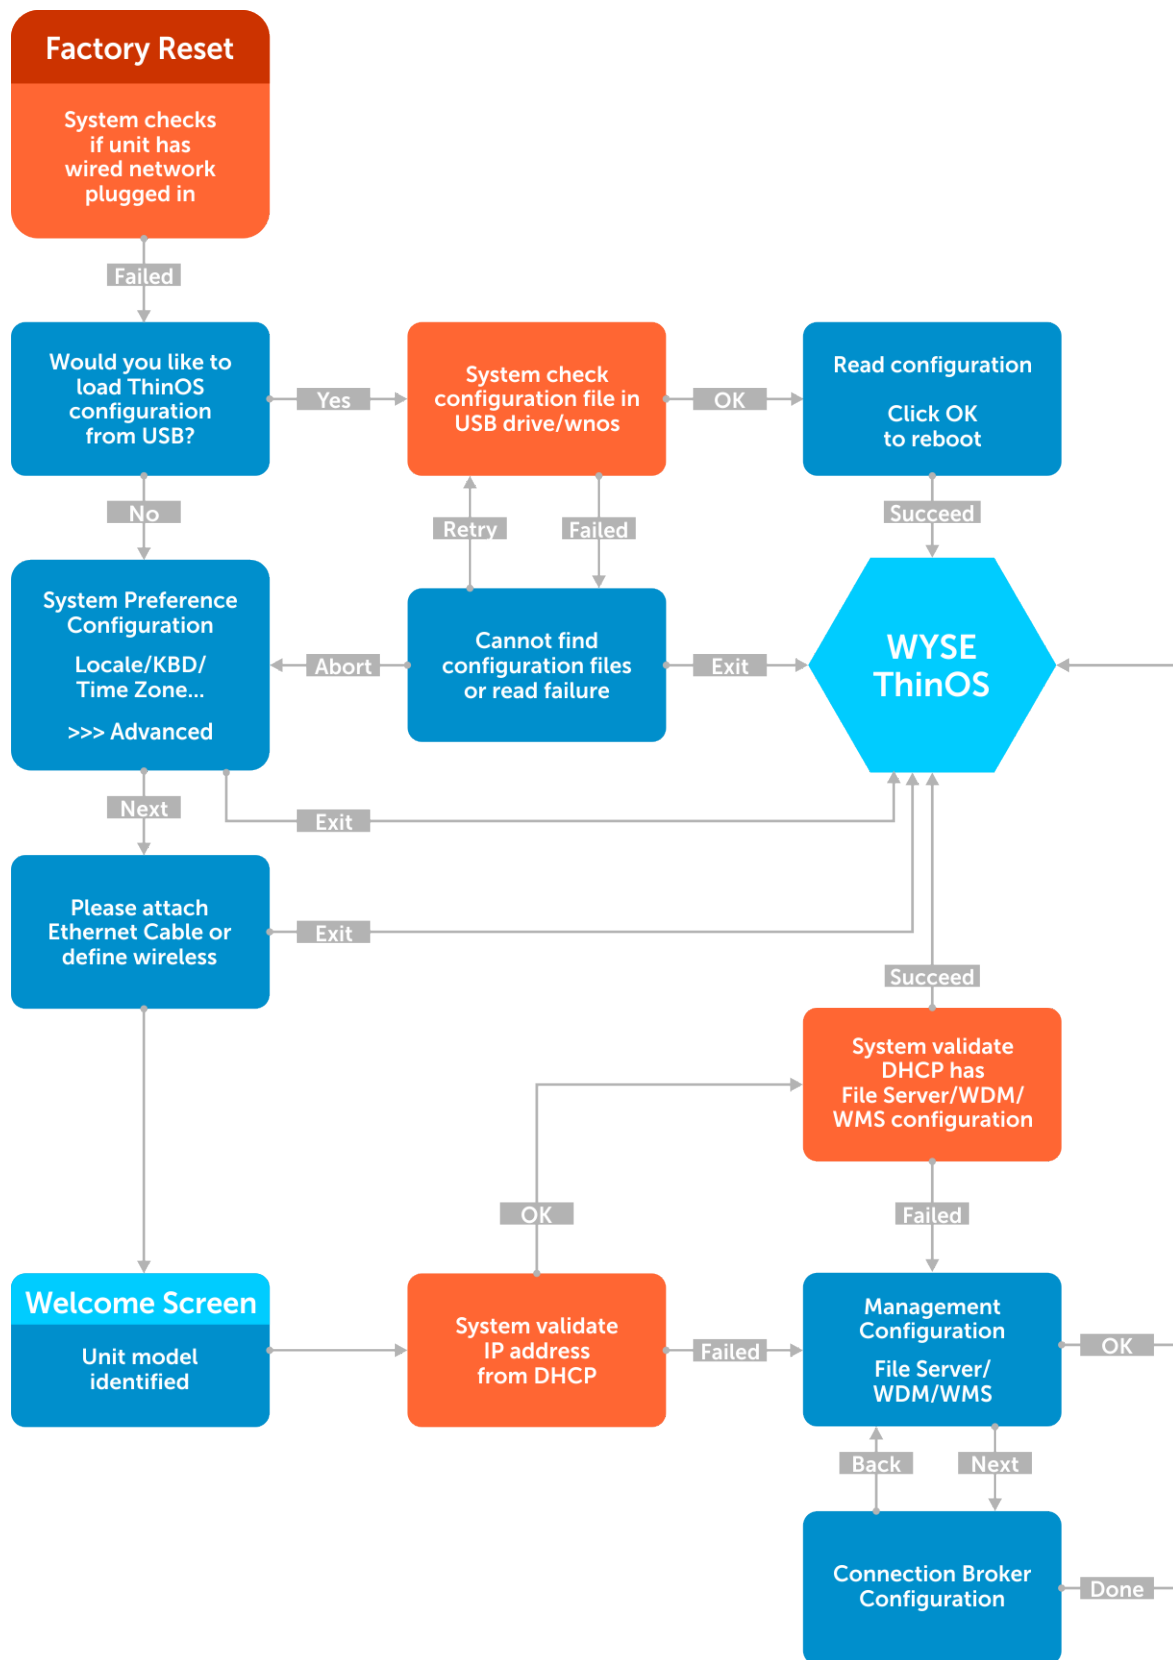 Factory Reset
System checks
if unit has
wired network
plugged in
Failed
Would you like to
load ThinOS
configuration
from USB?
Yes
System check
configuration file in
USB drive/wnos
OK
Read configuration
Click OK
to reboot
No
Retry
Failed
Succeed
System Preference
Configuration
Locale/KBD/
Time Zone...
>>> Advanced
Abort
Cannot find
configuration files
or read failure
Exit
WYSE
ThinOS
Next
Exit
Please attach
Ethernet Cable or
define wireless
Exit
Succeed
System validate
DHCP has
File Server/WDM/
WMS configuration
OK
Failed
Welcome Screen
Unit model
identified
System validate
IP address
from DHCP
Failed
Management
Configuration
File Server/
WDM/WMS
OK
Back
Next
Connection Broker
Configuration
Done